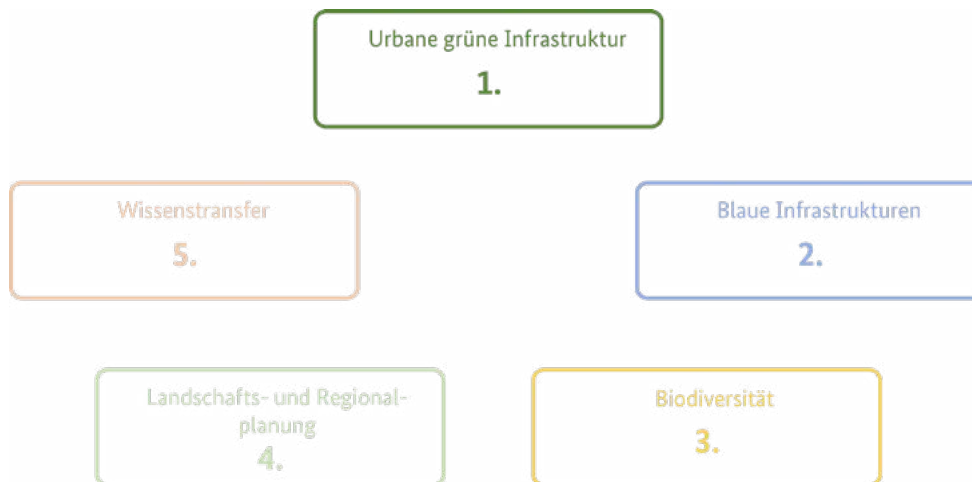 Urbane grüne Infrastruktur
1.
Wissenstransfer
5.
Blaue Infrastrukturen
2.
Landschafts- und Regional-
planung
4.
Biodiversität
3.